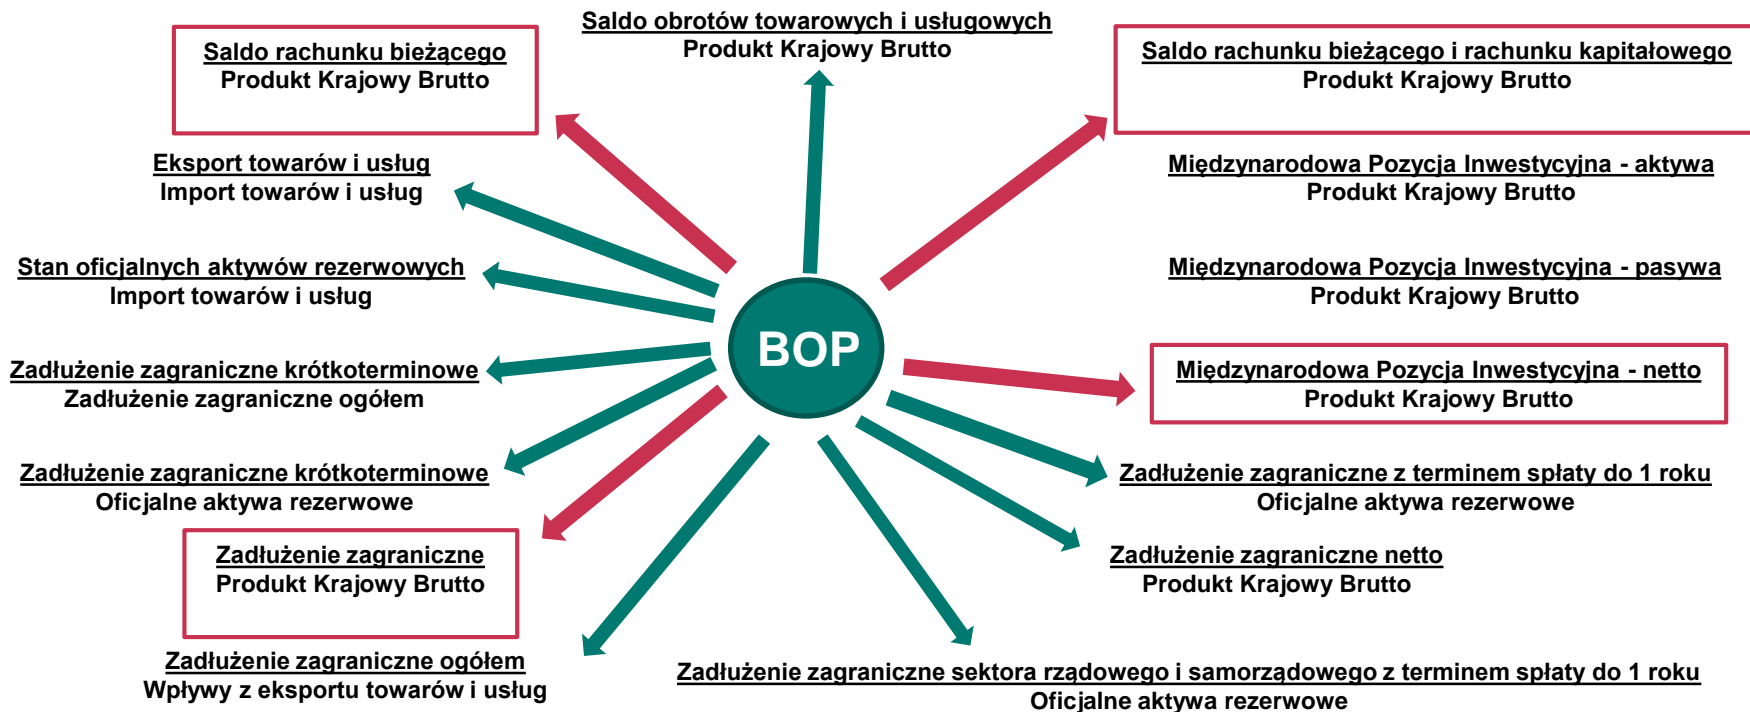 Saldo obrotów towarowych i usługowych
Produkt Krajowy Brutto
Saldo rachunku bieżącego
Produkt Krajowy Brutto
Saldo rachunku bieżącego i rachunku kapitałowego
Produkt Krajowy Brutto
Eksport towarów i usług
Import towarów i usług
Międzynarodowa Pozycja Inwestycyjna - aktywa
Produkt Krajowy Brutto
Stan oficjalnych aktywów rezerwowych
Import towarów i usług
Międzynarodowa Pozycja Inwestycyjna - pasywa
Produkt Krajowy Brutto
BOP
Zadłużenie zagraniczne krótkoterminowe
Zadłużenie zagraniczne ogółem
Międzynarodowa Pozycja Inwestycyjna - netto
Produkt Krajowy Brutto
Zadłużenie zagraniczne krótkoterminowe
Oficjalne aktywa rezerwowe
Zadłużenie zagraniczne z terminem spłaty do 1 roku
Oficjalne aktywa rezerwowe
Zadłużenie zagraniczne
Produkt Krajowy Brutto
Zadłużenie zagraniczne netto
Produkt Krajowy Brutto
Zadłużenie zagraniczne ogółem
Wpływy z eksportu towarów i usług
Zadłużenie zagraniczne sektora rządowego i samorządowego z terminem spłaty do 1 roku
Oficjalne aktywa rezerwowe